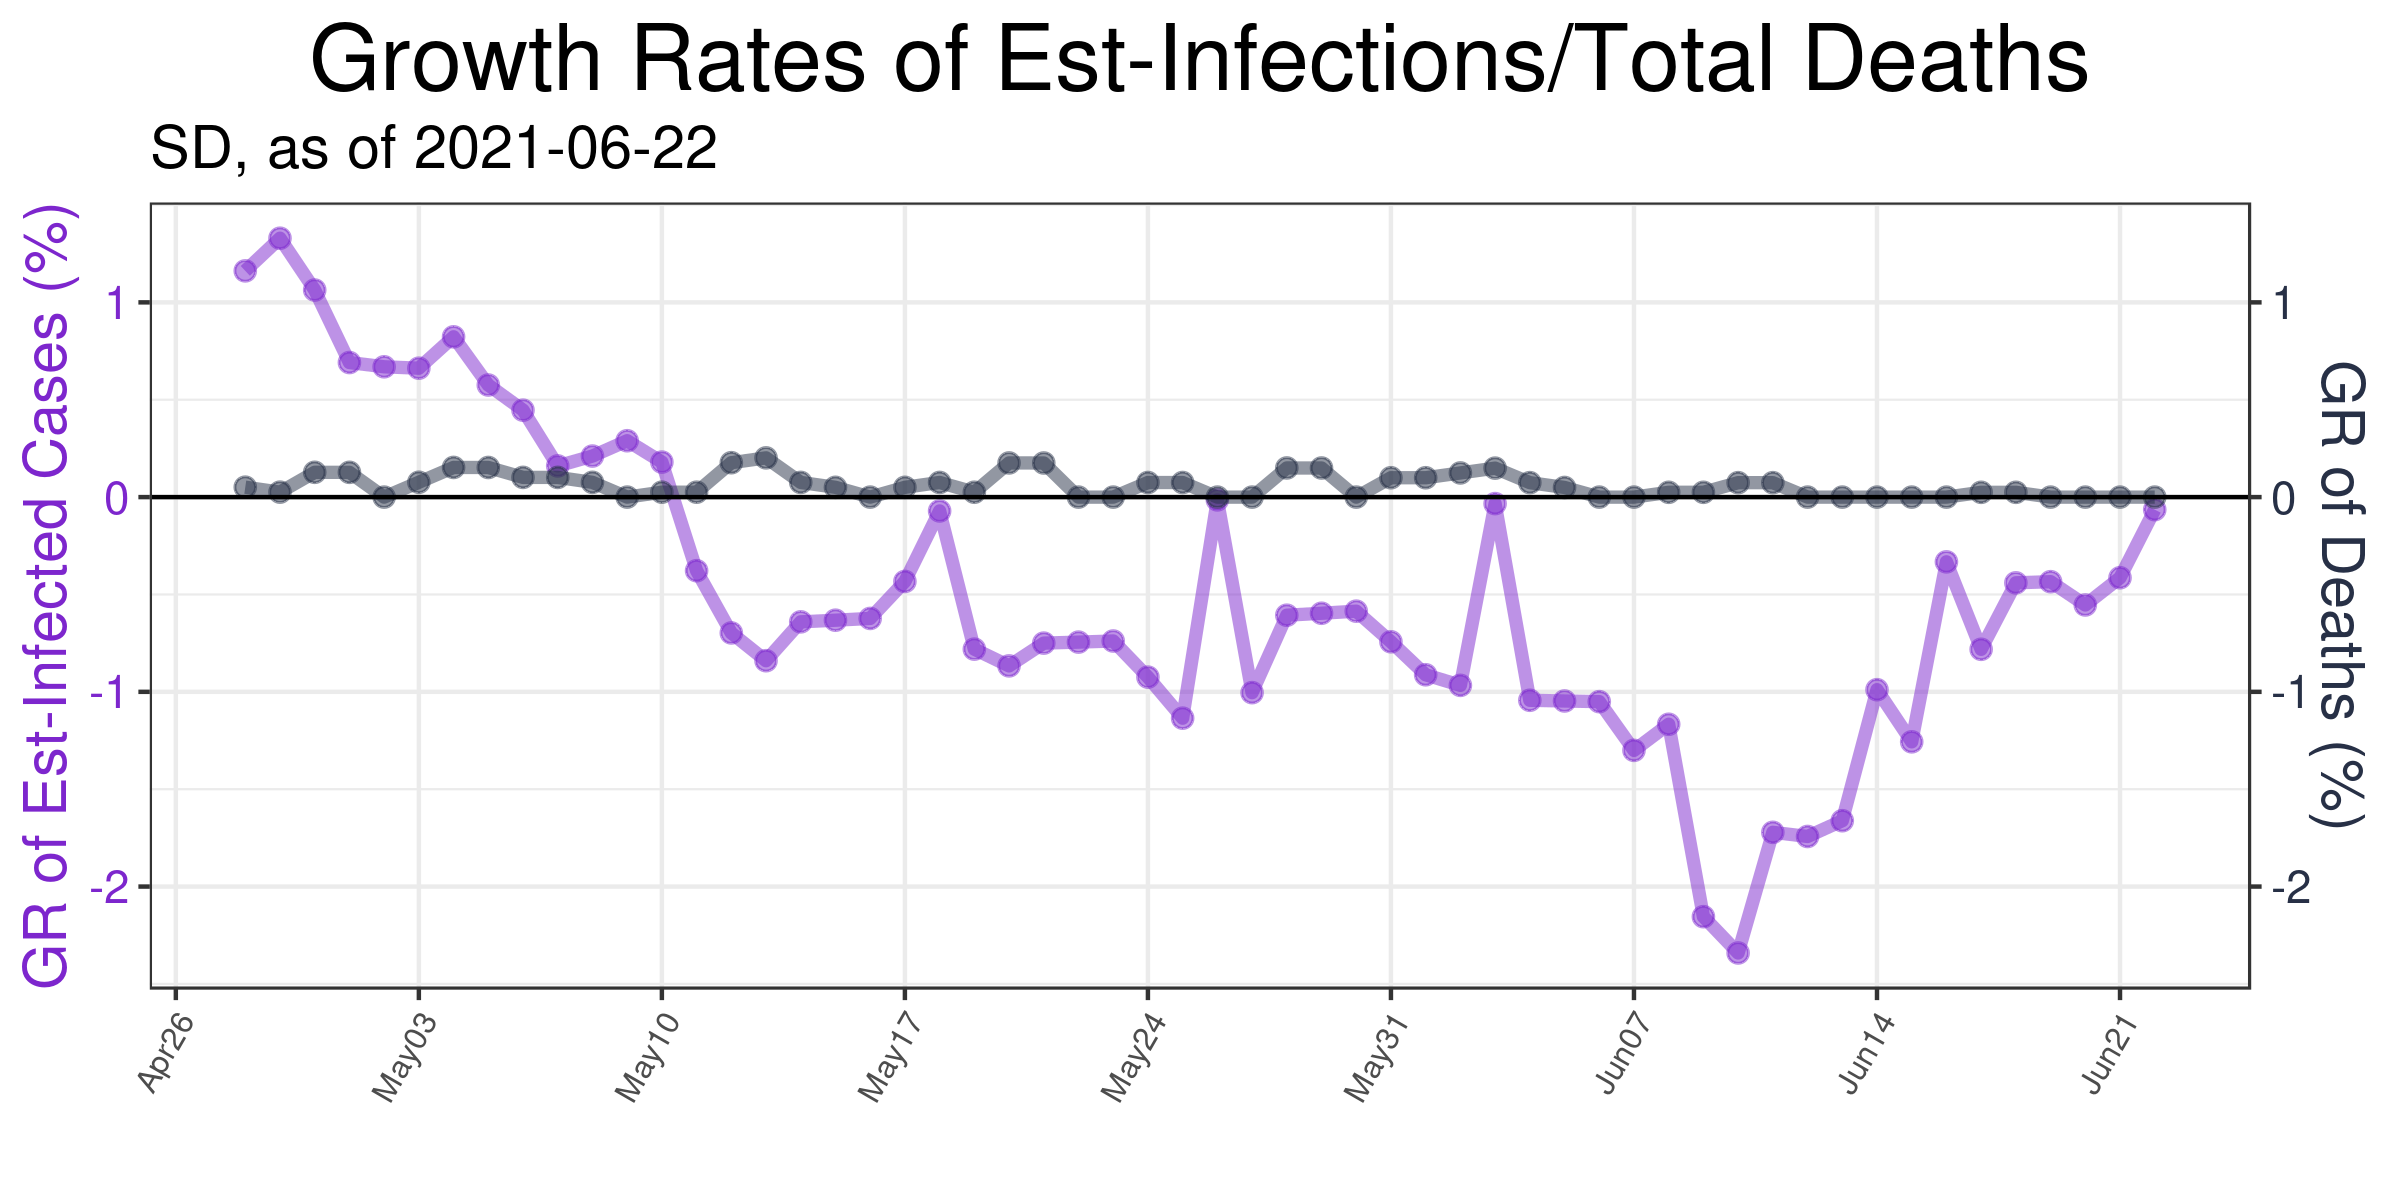 Growth Rates of Est-Infections/Total Deaths
SD, as of 2021-06-22
GR of Est-Infected Cases (%)
1
0
-1
-2
1
0
-1
-2
GR of Deaths (%)
Apr26
May03
May10
May17
May24
May31
Jun07
Jun14
Jun21